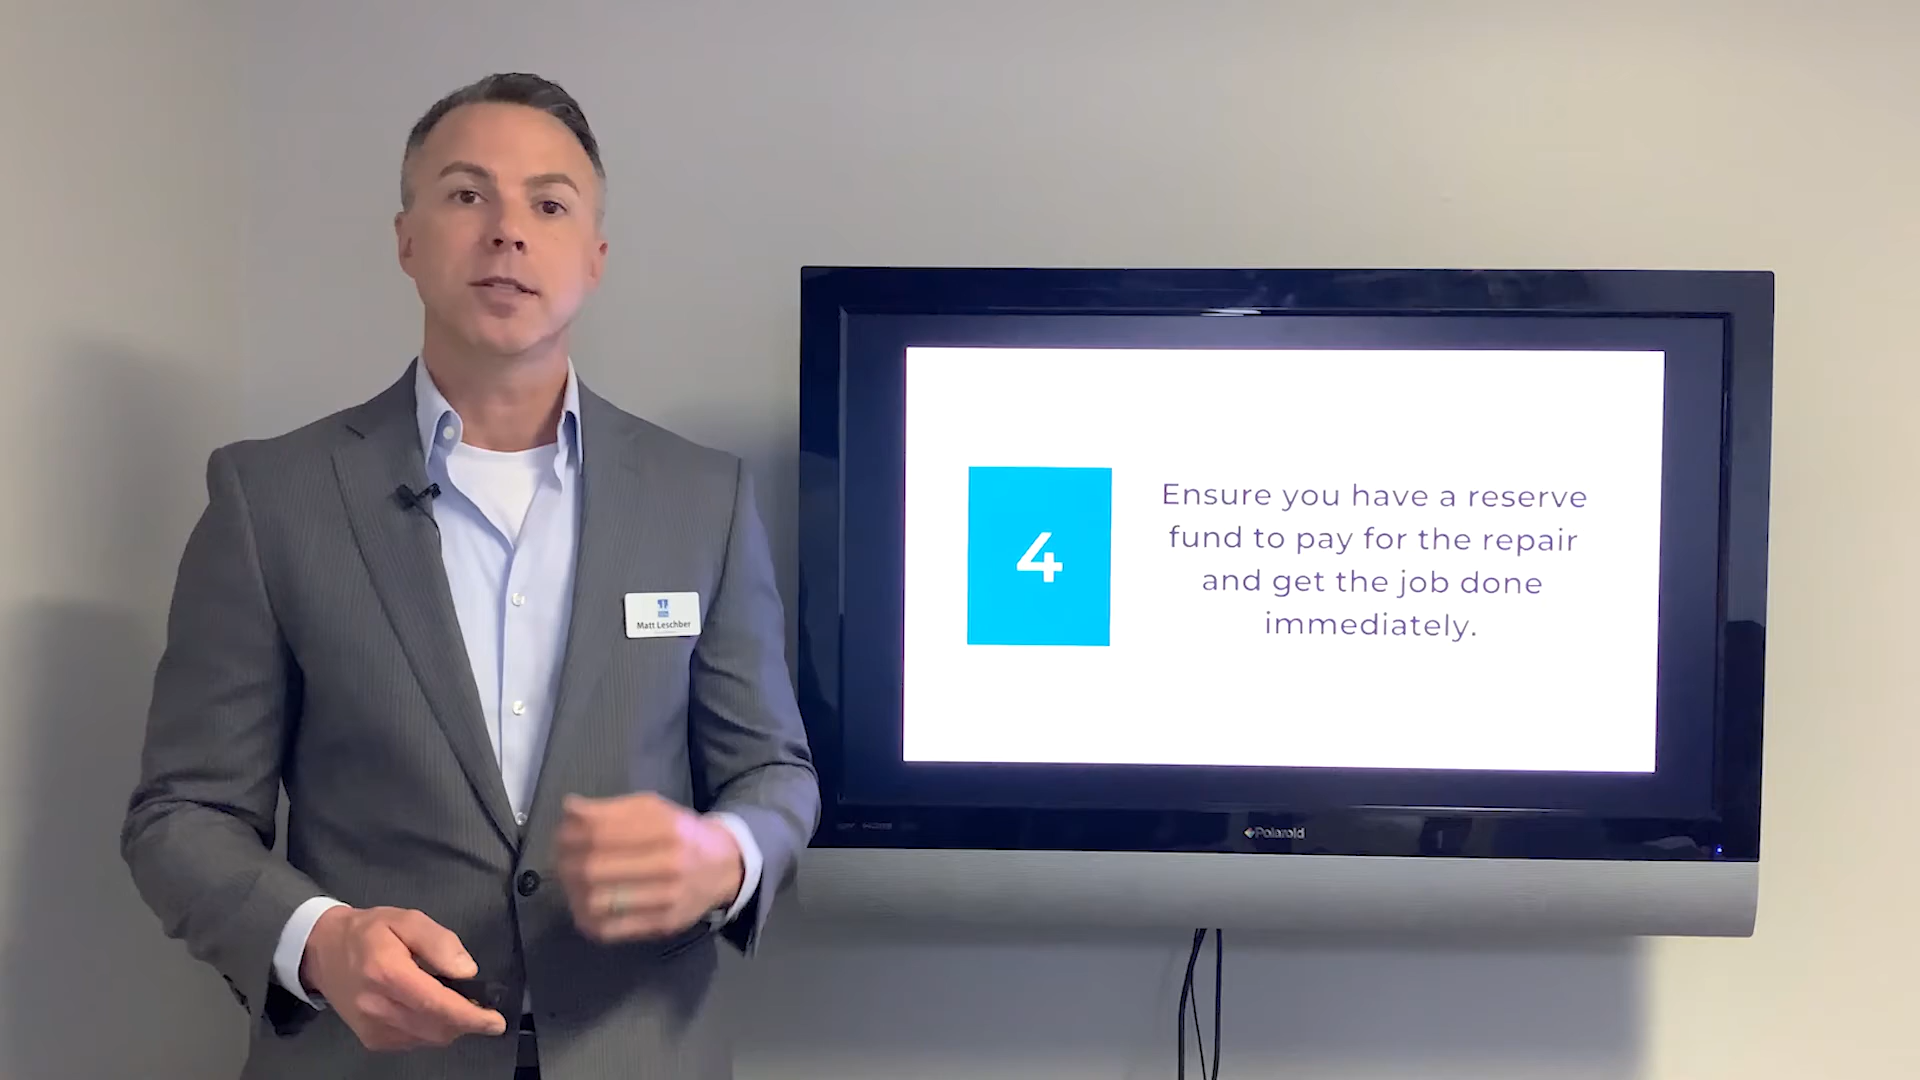 Matt Leschber
4
Ensure you have a reserve
fund to pay for the repair
and get the job done
immediately.
Polaroid